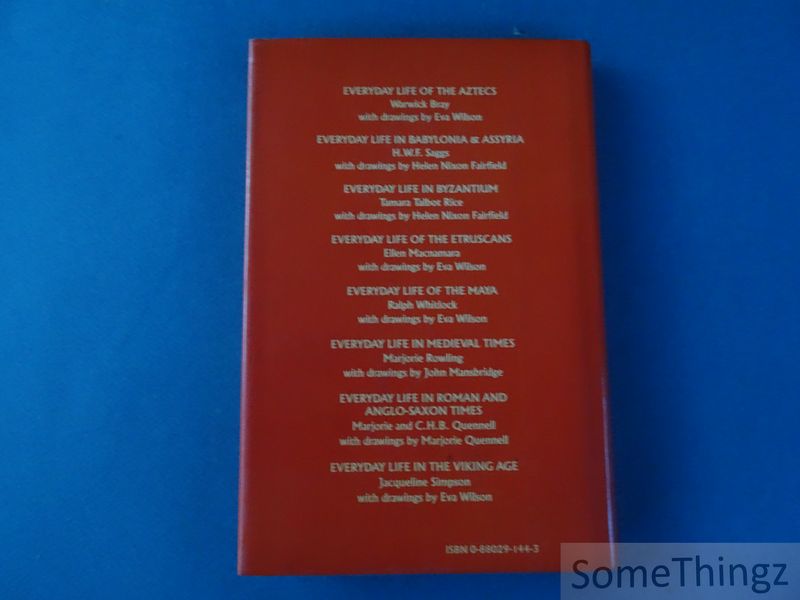 EVERYDAY LIFE OF THE AZTECS
Warwick Bray
with drawings by Eva Wilson
EVERYDAY LIFE IN BABYLONIA & ASSYRIA
H.W.F. Saggs
with drawings by Helen Nixon Fairfield
EVERYDAY LIFE IN BYZANTIUM
Tamara Talbot Rice
with drawings by Helen Nixon Fairfield
EVERYDAY LIFE OF THE ETRUSCANS
Ellen Macnamara
with drawings by Eva Wilson
EVERYDAY LIFE OF THE MAYA
Ralph Whitlock
with drawings by Eva Wilson
EVERYDAY LIFE IN MEDIEVAL TIMES
Marjorie Rowling
with drawings by John Mansbridge
EVERYDAY LIFE IN ROMAN AND
ANGLO-SAXON TIMES
Marjorie and C.H.B. Quennell
with drawings by Marjorie Quennell
EVERYDAY LIFE IN THE VIKING AGE
Jacqueline Simpson
with drawings by Eva Wilson
ISBN 0-88029-144-3
SomeThingz